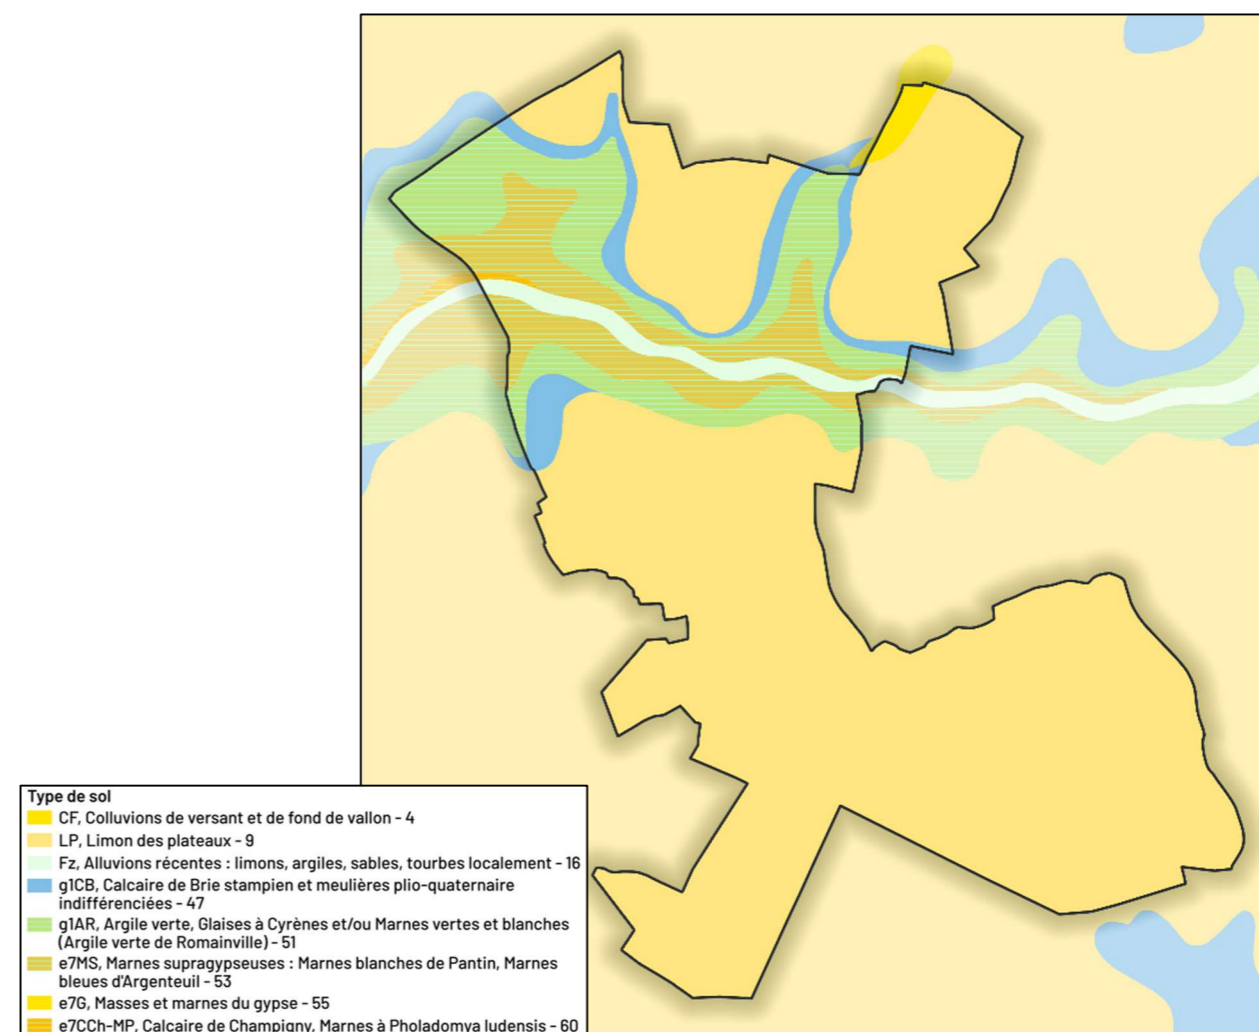 Type de sol
CF, Colluvions de versant et de fond de vallon - 4
LP, Limon des plateaux - 9
Fz, Alluvions récentes : limons, argiles, sables, tourbes localement - 16
g1CB, Calcaire de Brie stampien et meulières plio-quaternaire
indifférenciées - 47
g1AR, Argile verte, Glaises à Cyrènes et/ou Marnes vertes et blanches
(Argile verte de Romainville) - 51
e7MS, Marnes supragypseuses : Marnes blanches de Pantin, Marnes
bleues d'Argenteuil - 53
e7G, Masses et marnes du gypse - 55
e7CCh-MP, Calcaire de Champigny, Marnes à Pholadomya ludensis - 60